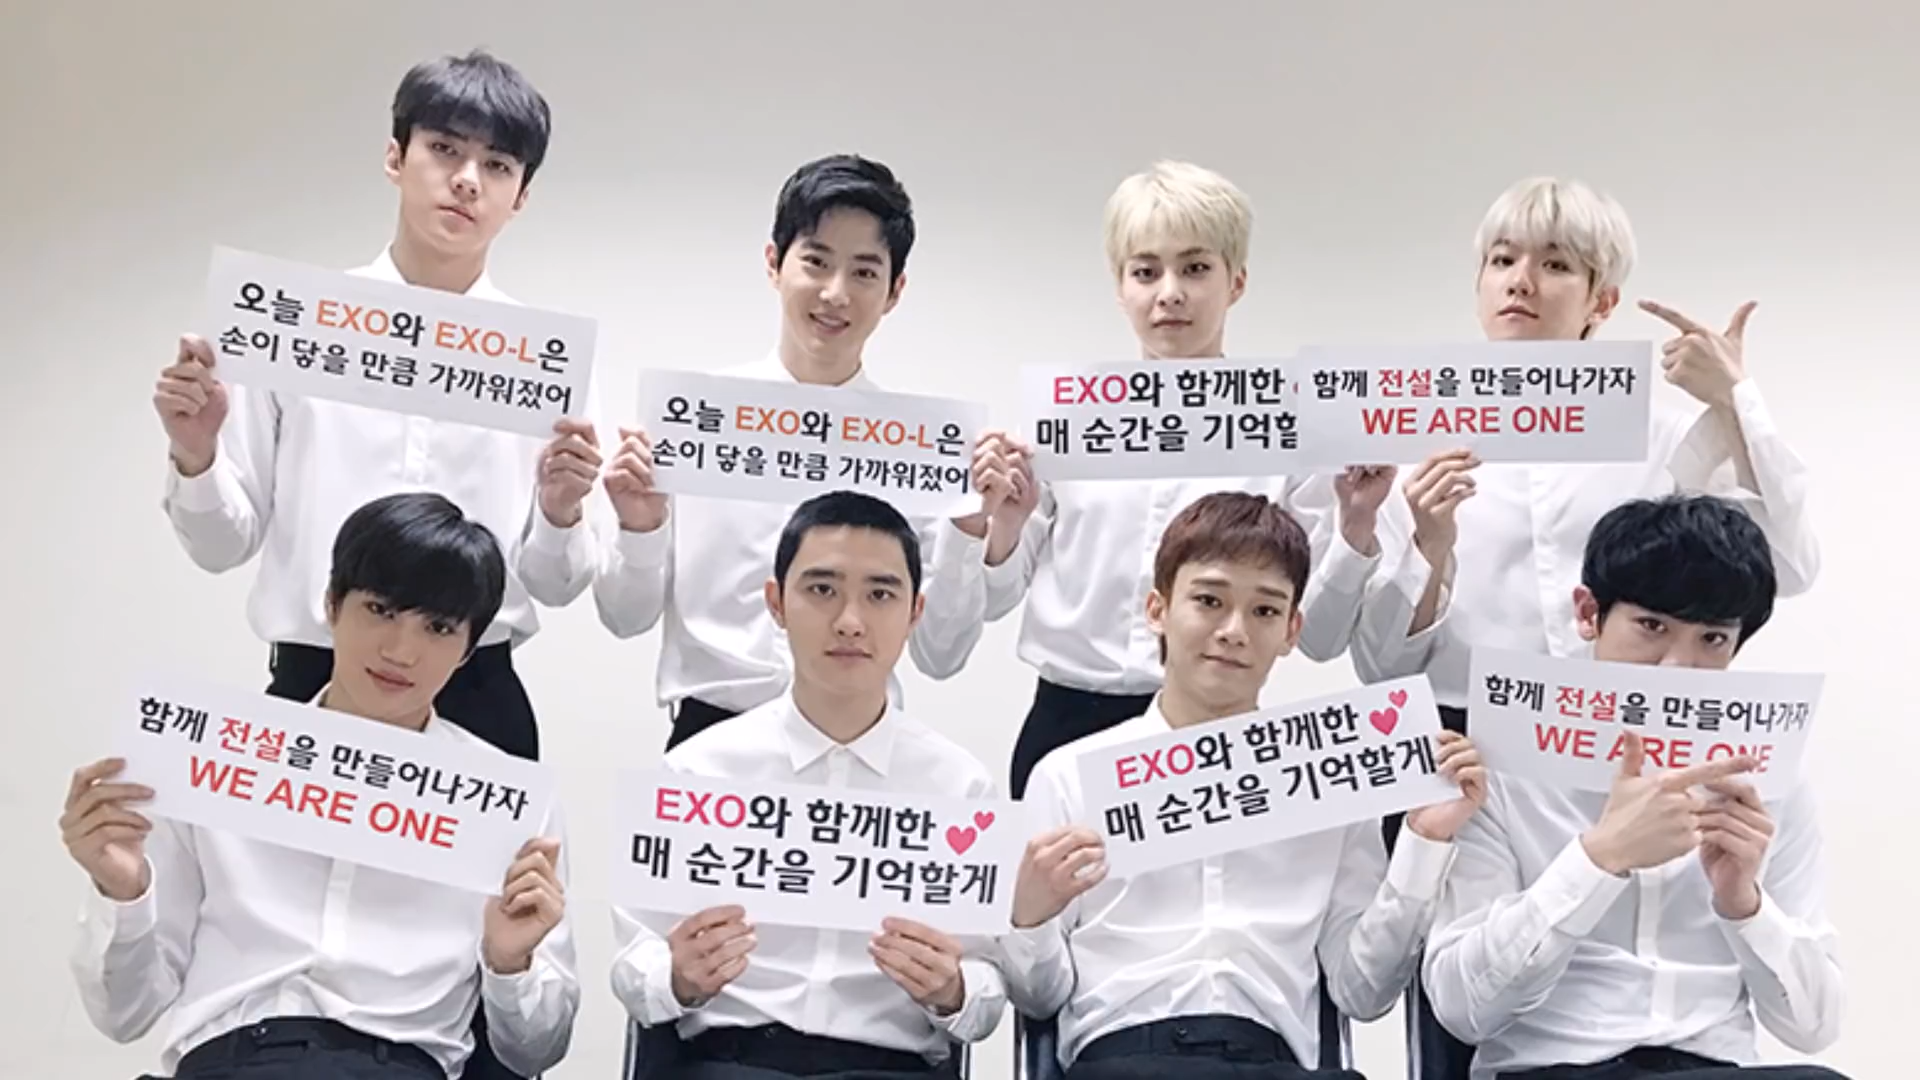 오늘 EXO와 EXO-L은
손이 닿을 만큼 가까워졌어
오늘 EXO와 EXO-L은
손이 닿을 만큼 가까워졌어
EXO와 함께한
매 순간을 기억할
함께 전설을 만들어나가자
WE ARE ONE
함께 전설을 만들어나가자
WE ARE ONE
EXO와 함께한 💕
매 순간을 기억할게
EXO와 함께한 💕
매 순간을 기억할게
함께 전설을 만들어나가자
WE ARE ONE